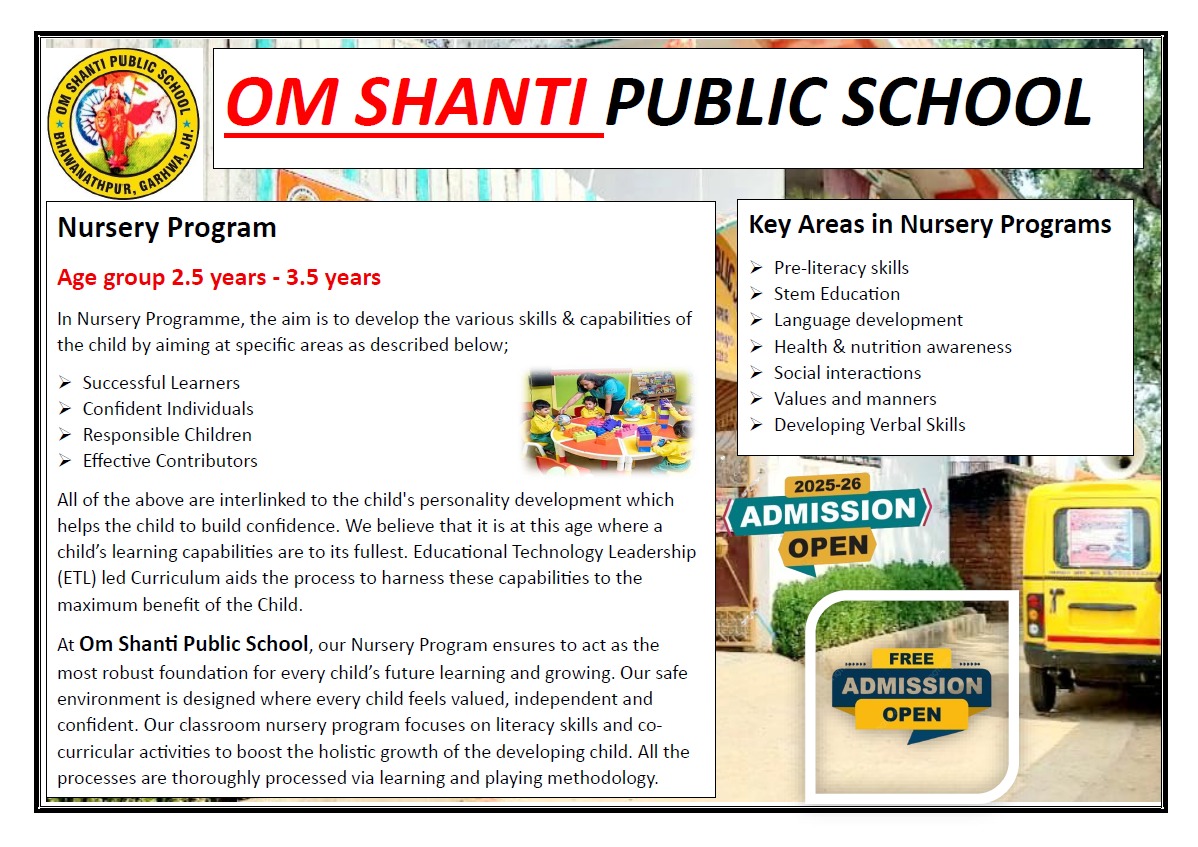 OM SHANTI PUBLIC SCHOOL
BHAWANATHPUR, GARHWA, JH.
OM SHANTI PUBLIC SCHOOL
Nursery Program
Age group 2.5 years - 3.5 years
In Nursery Programme, the aim is to develop the various skills & capabilities of
the child by aiming at specific areas as described below;
➢ Successful Learners
➢ Confident Individuals
➢ Responsible Children
➢ Effective Contributors
All of the above are interlinked to the child's personality development which
helps the child to build confidence. We believe that it is at this age where a
child’s learning capabilities are to its fullest. Educational Technology Leadership
(ETL) led Curriculum aids the process to harness these capabilities to the
maximum benefit of the Child.
At Om Shanti Public School, our Nursery Program ensures to act as the
most robust foundation for every child’s future learning and growing. Our safe
environment is designed where every child feels valued, independent and
confident. Our classroom nursery program focuses on literacy skills and co-
curricular activities to boost the holistic growth of the developing child. All the
processes are thoroughly processed via learning and playing methodology.
Key Areas in Nursery Programs
➢ Pre-literacy skills
➢ Stem Education
➢ Language development
➢ Health & nutrition awareness
➢ Social interactions
➢ Values and manners
➢ Developing Verbal Skills
2025-26
ADMISSION
OPEN
FREE
ADMISSION
OPEN